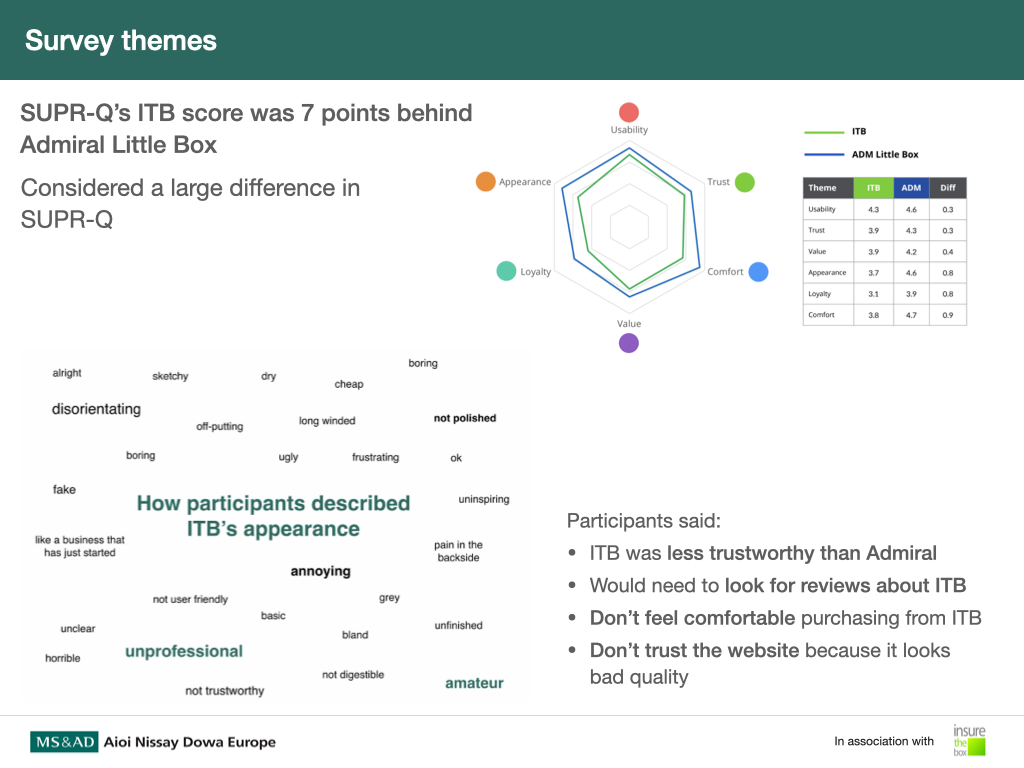 Survey themes
SUPR-Q’s ITB score was 7 points behind
Admiral Little Box
Considered a large difference in
SUPR-Q
Usability
Appearance
Trust
Loyalty
Comfort
Value
ITB
ADM Little Box
Theme ITB ADM Diff
Usability 4.3 4.6 0.3
Trust 3.9 4.3 0.3
Value 3.9 4.2 0.4
Appearance 3.7 4.6 0.8
Loyalty 3.1 3.9 0.8
Comfort 3.8 4.7 0.9
boring
alright
sketchy
dry
cheap
disorientating
off-putting
long winded
not polished
boring
ugly
frustrating
ok
fake
How participants described
ITB’s appearance
uninspiring
like a business that
has just started
pain in the
backside
annoying
not user friendly
grey
basic
unclear
bland
unfinished
horrible
unprofessional
not digestible
not trustworthy
amateur
Participants said:
• ITB was less trustworthy than Admiral
• Would need to look for reviews about ITB
• Don’t feel comfortable purchasing from ITB
• Don’t trust the website because it looks
bad quality
MS&AD Aioi Nissay Dowa Europe
In association with
insure
the
box